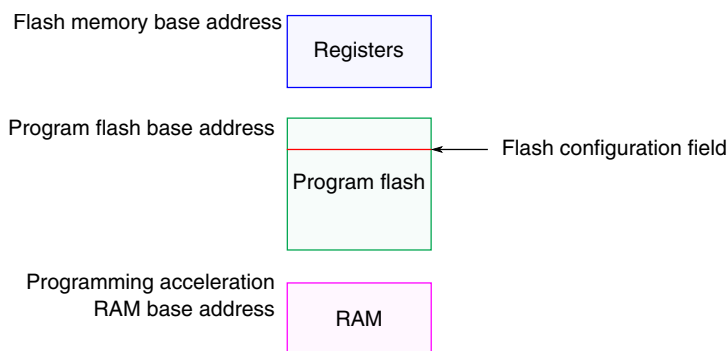 Flash memory base address
Registers
Program flash base address
Flash configuration field
Program flash
Programming acceleration
RAM base address
RAM